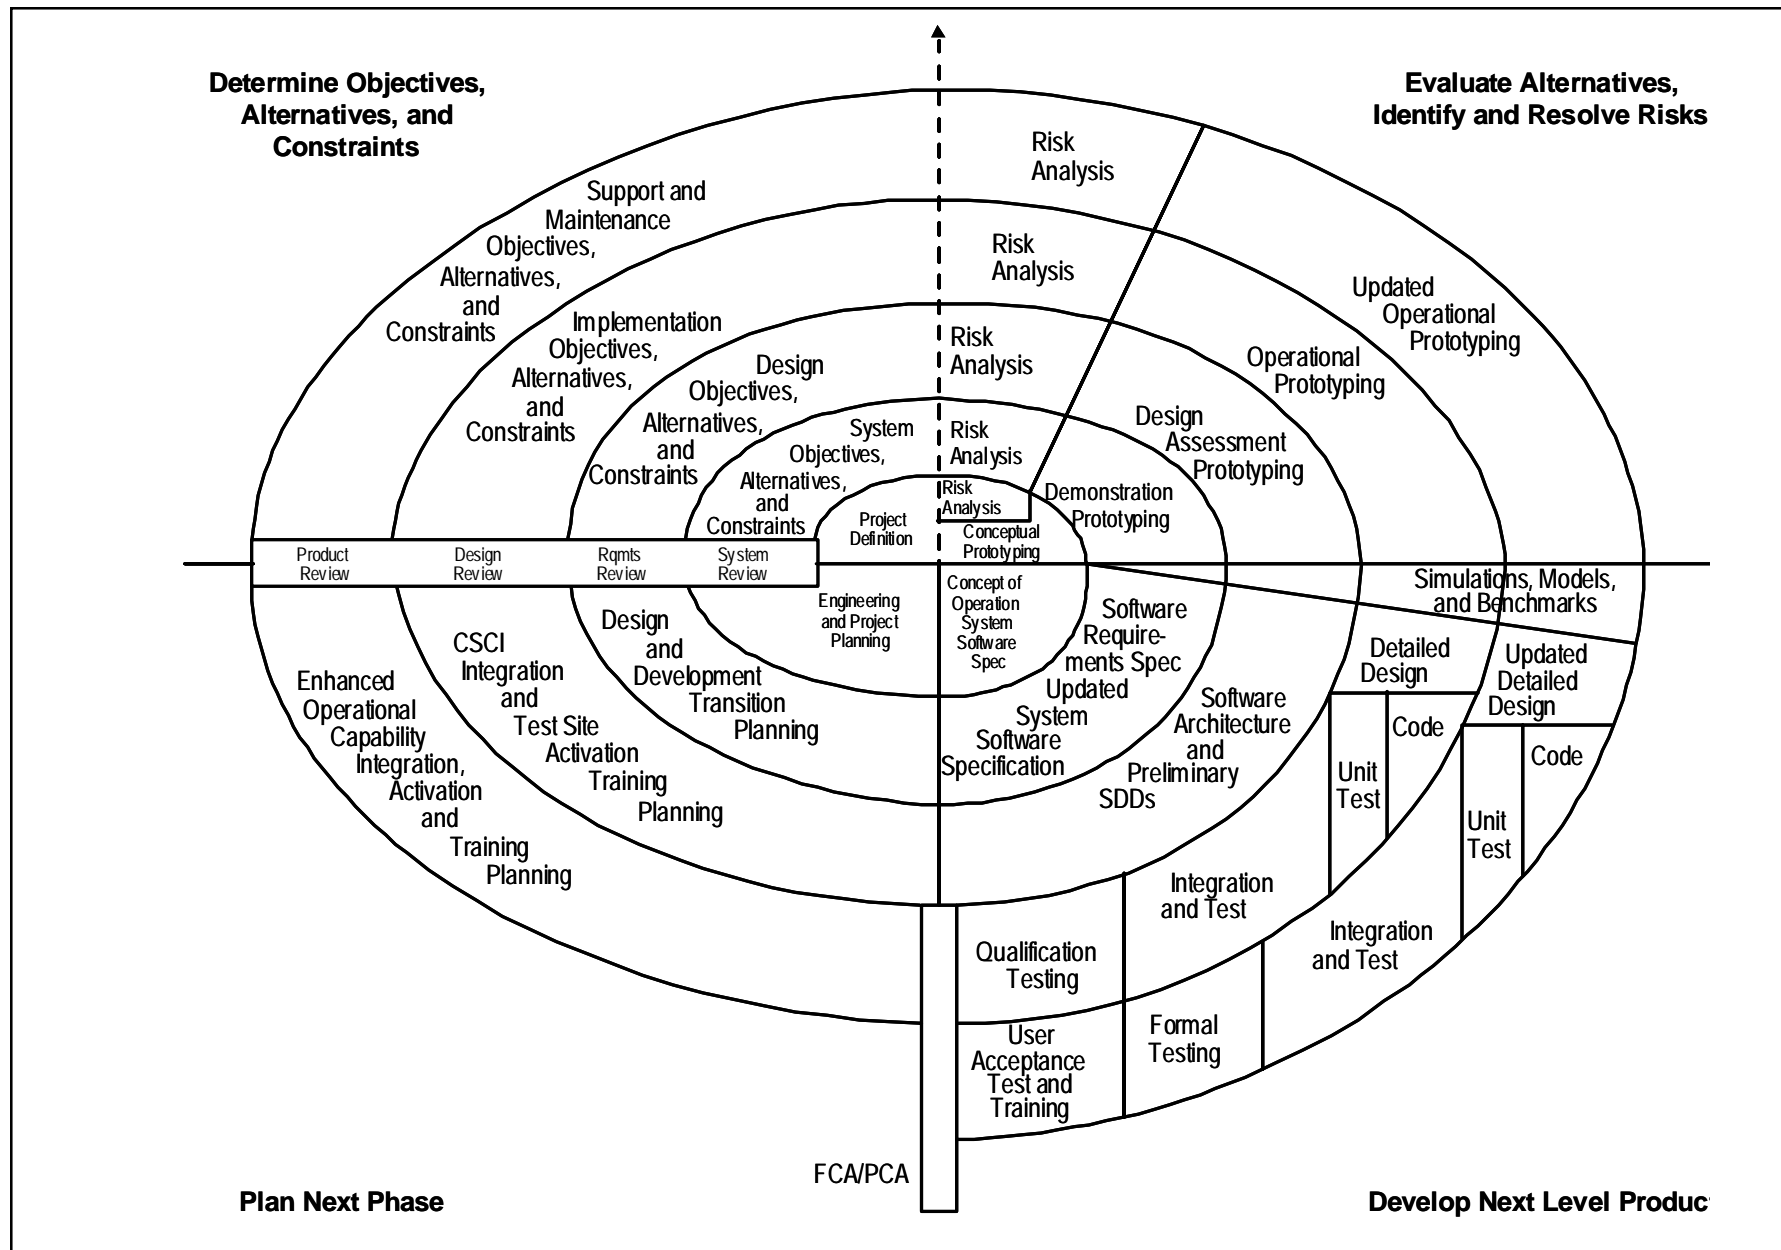 Determine Objectives,
Alternatives, and
Constraints
Evaluate Alternatives,
Identify and Resolve Risks
Support and
Maintenance
Objectives,
Alternatives,
and
Constraints
Implementation
Objectives,
Alternatives,
and
Constraints
Design
Objectives,
Alternatives,
and
Constraints
System
Objectives,
Alternatives,
and
Constraints
Project
Definition
Risk
Analysis
Risk
Analysis
Risk
Analysis
Risk
Analysis
Risk
Analysis
Conceptual
Prototyping
Demonstration
Prototyping
Design
Assessment
Prototyping
Operational
Prototyping
Updated
Operational
Prototyping
Product
Review
Design
Review
Rqmts
Review
System
Review
Simulations, Models,
and Benchmarks
Engineering
and Project
Planning
Design
and
Development
Transition
Planning
CSCI
Integration
and
Test Site
Activation
Training
Planning
Enhanced
Operational
Capability
Integration,
Activation
and
Training
Planning
Concept of
Operation
System
Software
Spec
Software
Require-
ments Spec
Updated
System
Software
Specification
Software
Architecture
and
Preliminary
SDDs
Detailed
Design
Code
Unit
Test
Integration
and Test
Qualification
Testing
Updated
Detailed
Design
Code
Unit
Test
Integration
and Test
Formal
Testing
User
Acceptance
Test and
Training
FCA/PCA
Plan Next Phase
Develop Next Level Produc